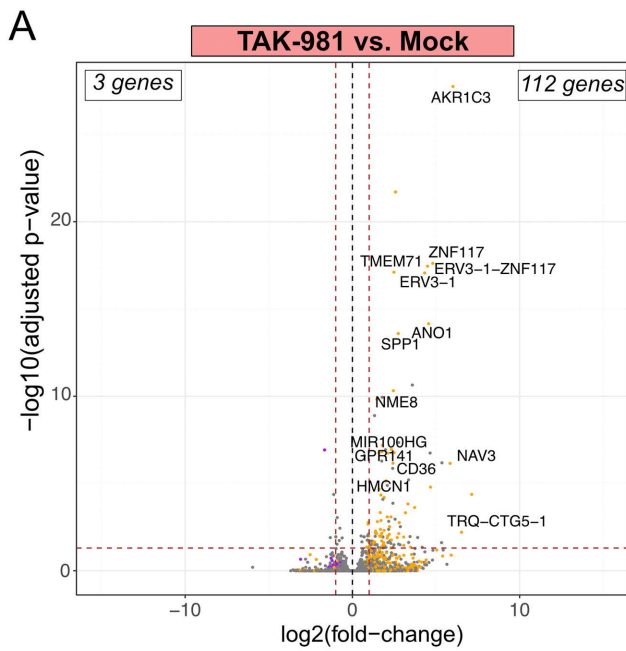 A
TAK-981 vs. Mock
3 genes
112 genes
AKR1C3
ZNF117
TMEM71
ERV3-1-ZNF117
ERV3-1
ANO1
SPP1
NME8
MIR100HG
GPR141
NAV3
CD36
HMCN1
TRQ-CTG5-1
20
10
0
−10
0
10
−log10(adjusted p−value)
log2(fold−change)